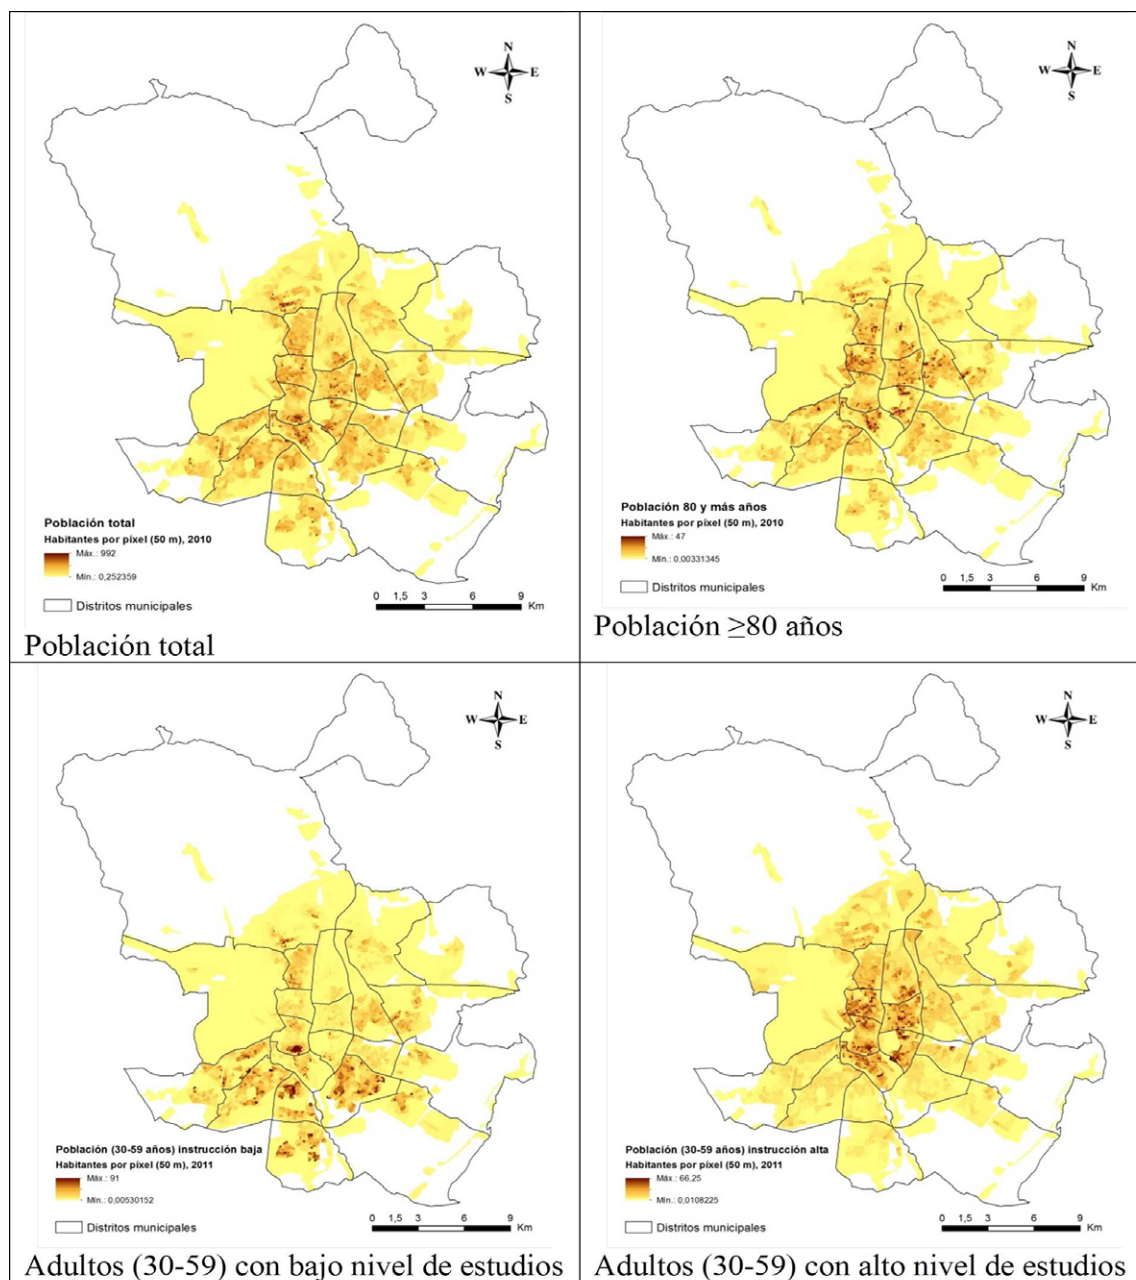 N
W E
S
Población total
Habitantes por píxel (50 m), 2010
Máx.: 992
Mín.: 0,252359
Distritos municipales
0 1,5 3 6 9
Km
Población total
N
W E
S
Población 80 y más años
Habitantes por píxel (50 m), 2010
Máx.: 47
Mín.: 0,00331345
Distritos municipales
0 1,5 3 6 9
Km
Población ≥80 años
N
W E
S
Población (30-59 años) instrucción baja
Habitantes por píxel (50 m), 2011
Máx.: 91
Mín.: 0,00530152
Distritos municipales
0 1,5 3 6 9
Km
Adultos (30-59) con bajo nivel de estudios
N
W E
S
Población (30-59 años) instrucción alta
Habitantes por píxel (50 m), 2011
Máx.: 66,25
Mín.: 0,0108225
Distritos municipales
0 1,5 3 6 9
Km
Adultos (30-59) con alto nivel de estudios